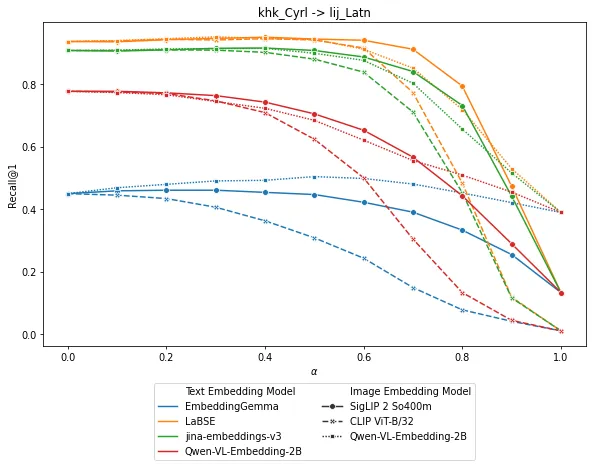 khk_Cyrl -> lij_Latn
Recall@1
0.8
0.6
0.4
0.2
0.0
0.0 0.2 0.4 0.6 0.8 1.0
α
Text Embedding Model
EmbeddingGemma
LaBSE
jina-embeddings-v3
Qwen-VL-Embedding-2B
Image Embedding Model
SigLIP 2 So400m
CLIP ViT-B/32
Qwen-VL-Embedding-2B